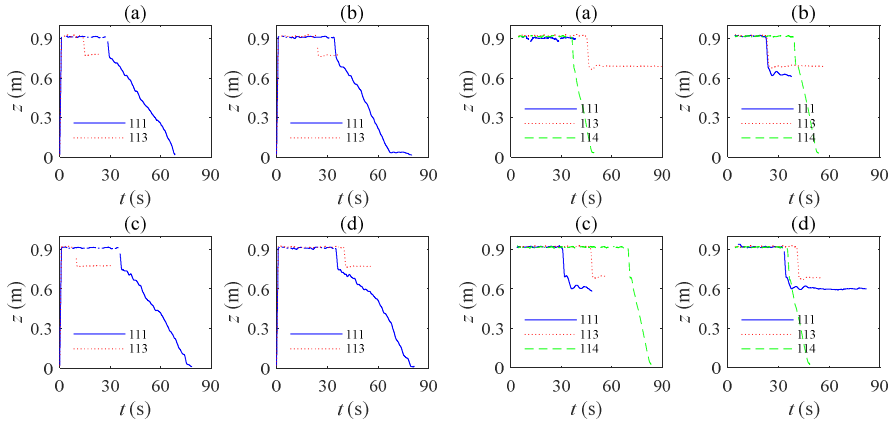 (a) (b) (a) (b)
0.9 0.9 0.9 0.9
0.6 0.6 0.6 0.6
z (m) z (m) z (m) z (m)
111 111 111 111
0.3 113 0.3 113 0.3 113 0.3 113
114 114
0 0 0 0
0 30 60 90 0 30 60 90 0 30 60 90 0 30 60 90
t (s) t (s) t (s) t (s)
(c) (d) (c) (d)
0.9 0.9 0.9 0.9
0.6 0.6 0.6 0.6
z (m) z (m) z (m) z (m)
111 111 111 111
0.3 113 0.3 113 0.3 113 0.3 113
114 114
0 0 0 0
0 30 60 90 0 30 60 90 0 30 60 90 0 30 60 90
t (s) t (s) t (s) t (s)